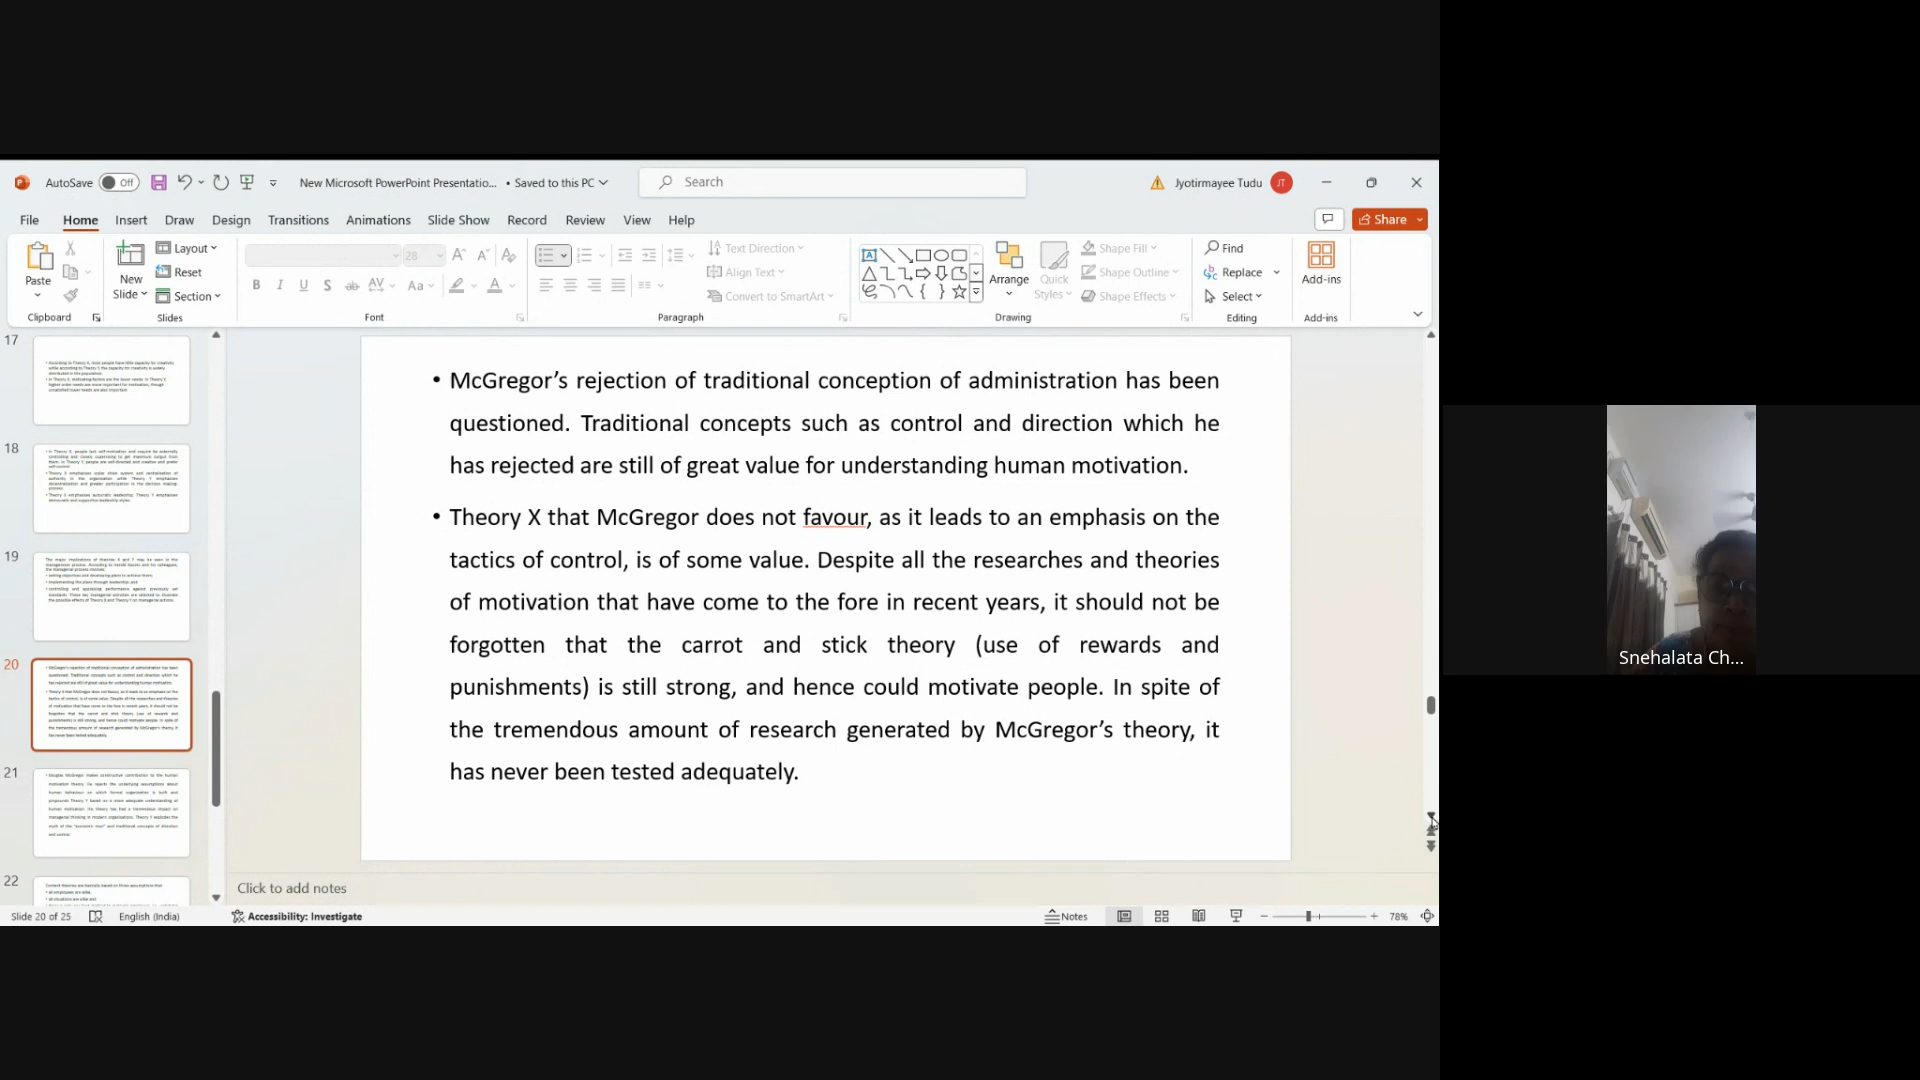 AutoSave Off New Microsoft PowerPoint Presentatio... • Saved to this PC Search Jyotirmayee Tudu JT
File Home Insert Draw Design Transitions Animations Slide Show Record Review View Help Share
Paste New Slide Layout Reset Section 28 Text Direction Align Text Convert to SmartArt Arrange Quick Styles Shape Fill Shape Outline Shape Effects Find Replace Select Add-ins
Clipboard Slides Font Paragraph Drawing Editing Add-ins
17
18
19
20
21
22
• McGregor’s rejection of traditional conception of administration has been
questioned. Traditional concepts such as control and direction which he
has rejected are still of great value for understanding human motivation.
• Theory X that McGregor does not favour, as it leads to an emphasis on the
tactics of control, is of some value. Despite all the researches and theories
of motivation that have come to the fore in recent years, it should not be
forgotten that the carrot and stick theory (use of rewards and
punishments) is still strong, and hence could motivate people. In spite of
the tremendous amount of research generated by McGregor’s theory, it
has never been tested adequately.
Click to add notes
Slide 20 of 25 English (India) Accessibility: Investigate Notes 78%
Snehalata Ch...